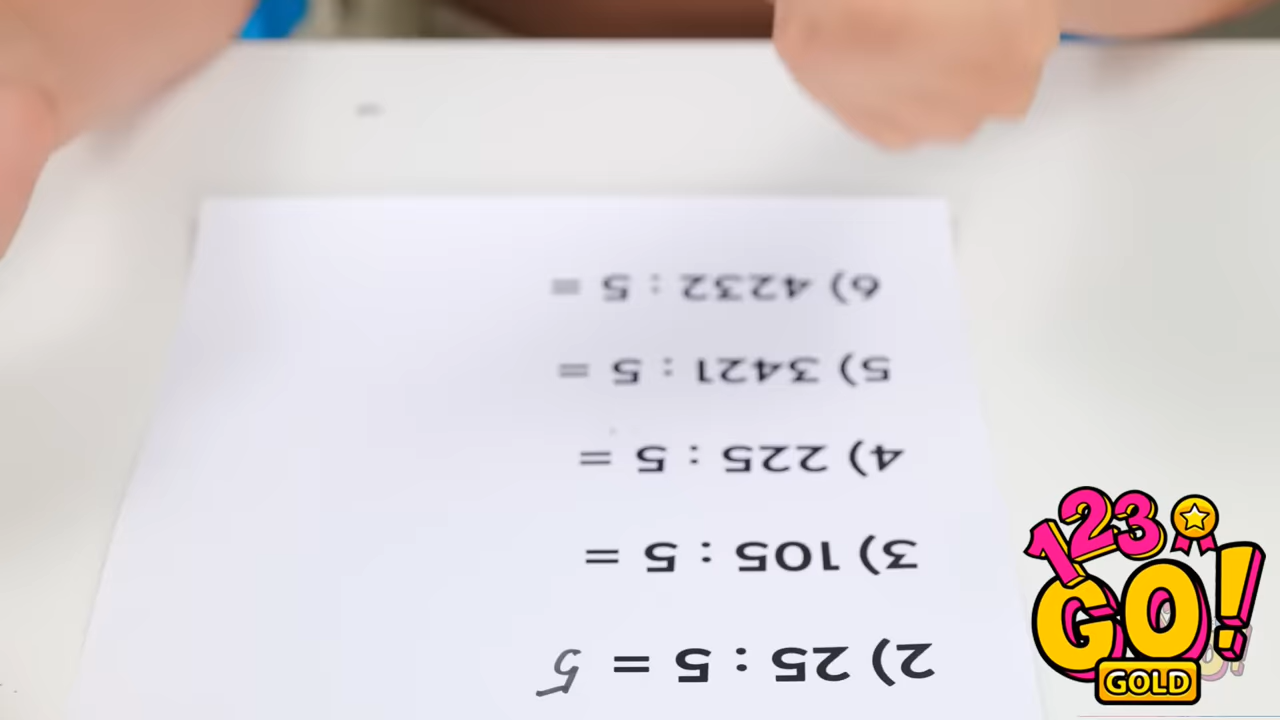 2) 25 : 5 = 5
3) 105 : 5 =
4) 225 : 5 =
5) 3421 : 5 =
6) 4232 : 5 =
123
GO!
GOLD